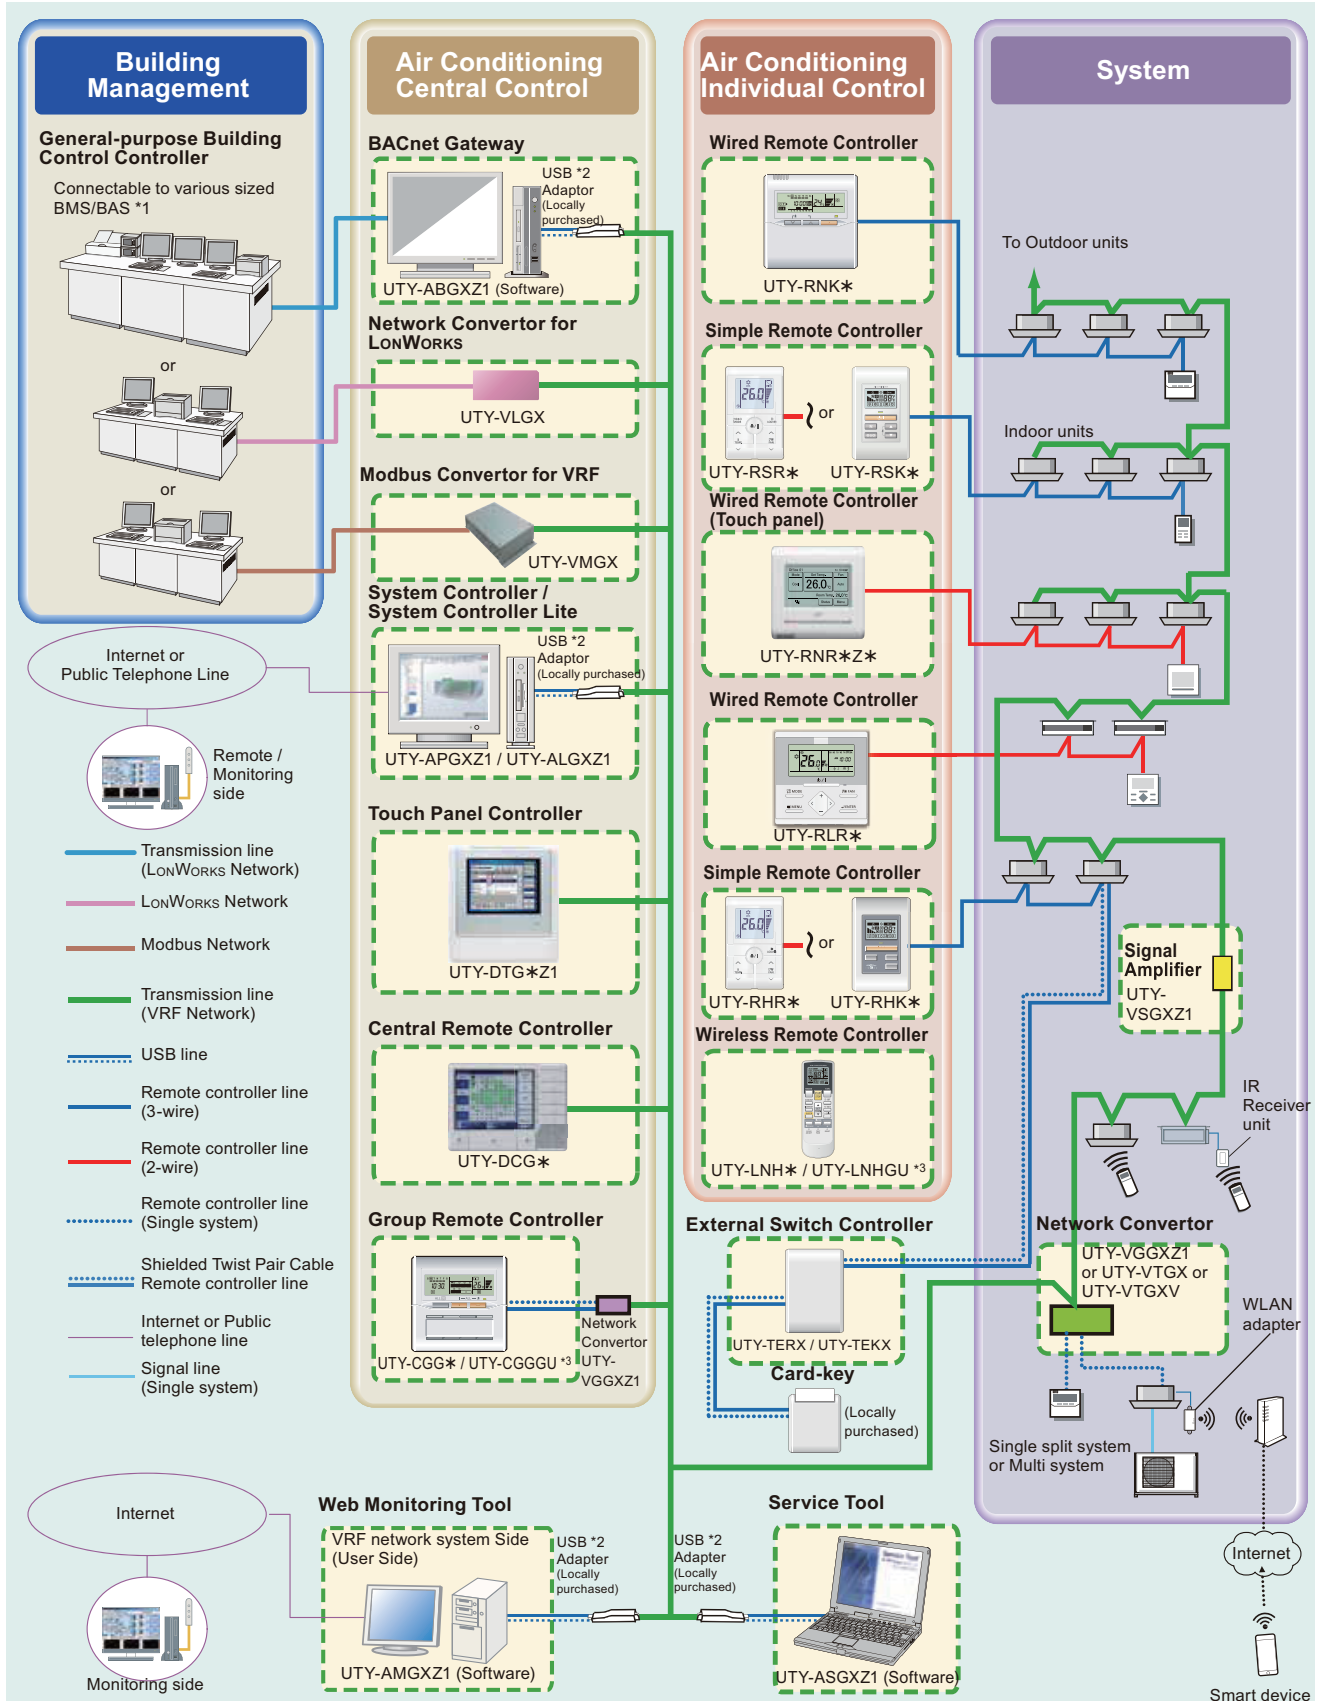 Building
Management
General-purpose Building
Control Controller
Connectable to various sized
BMS/BAS *1
or
or
Internet or
Public Telephone Line
Remote /
Monitoring
side
Transmission line
(LONWORKS Network)
LONWORKS Network
Modbus Network
Transmission line
(VRF Network)
USB line
Remote controller line
(3-wire)
Remote controller line
(2-wire)
Remote controller line
(Single system)
Shielded Twist Pair Cable
Remote controller line
Internet or Public
telephone line
Signal line
(Single system)
Internet
Monitoring side
Air Conditioning
Central Control
BACnet Gateway
USB *2
Adaptor
(Locally
purchased)
UTY-ABGXZ1 (Software)
Network Convertor for
LONWORKS
UTY-VLGX
Modbus Convertor for VRF
UTY-VMGX
System Controller /
System Controller Lite
USB *2
Adaptor
(Locally purchased)
UTY-APGXZ1 / UTY-ALGXZ1
Touch Panel Controller
UTY-DTG*Z1
Central Remote Controller
UTY-DCG*
Group Remote Controller
Network
Convertor
UTY-
VGGXZ1
UTY-CGG* / UTY-CGGGU *3
Web Monitoring Tool
VRF network system Side
(User Side)
USB *2
Adapter
(Locally
purchased)
UTY-AMGXZ1 (Software)
Air Conditioning
Individual Control
Wired Remote Controller
UTY-RNK*
Simple Remote Controller
26.0
or
UTY-RSR*
UTY-RSK*
Wired Remote Controller
(Touch panel)
26.0
UTY-RNR*Z*
Wired Remote Controller
26.0
UTY-RLR*
Simple Remote Controller
26.0
or
UTY-RHR*
UTY-RHK*
Wireless Remote Controller
UTY-LNH* / UTY-LNHGU *3
External Switch Controller
UTY-TERX / UTY-TEKX
Card-key
(Locally
purchased)
Service Tool
USB *2
Adapter
(Locally
purchased)
UTY-ASGXZ1 (Software)
System
To Outdoor units
Indoor units
Signal
Amplifier
UTY-
VSGXZ1
IR
Receiver
unit
Network Convertor
UTY-VGGXZ1
or UTY-VTGX or
UTY-VTGXV
WLAN
adapter
Single split system
or Multi system
Internet
Smart device